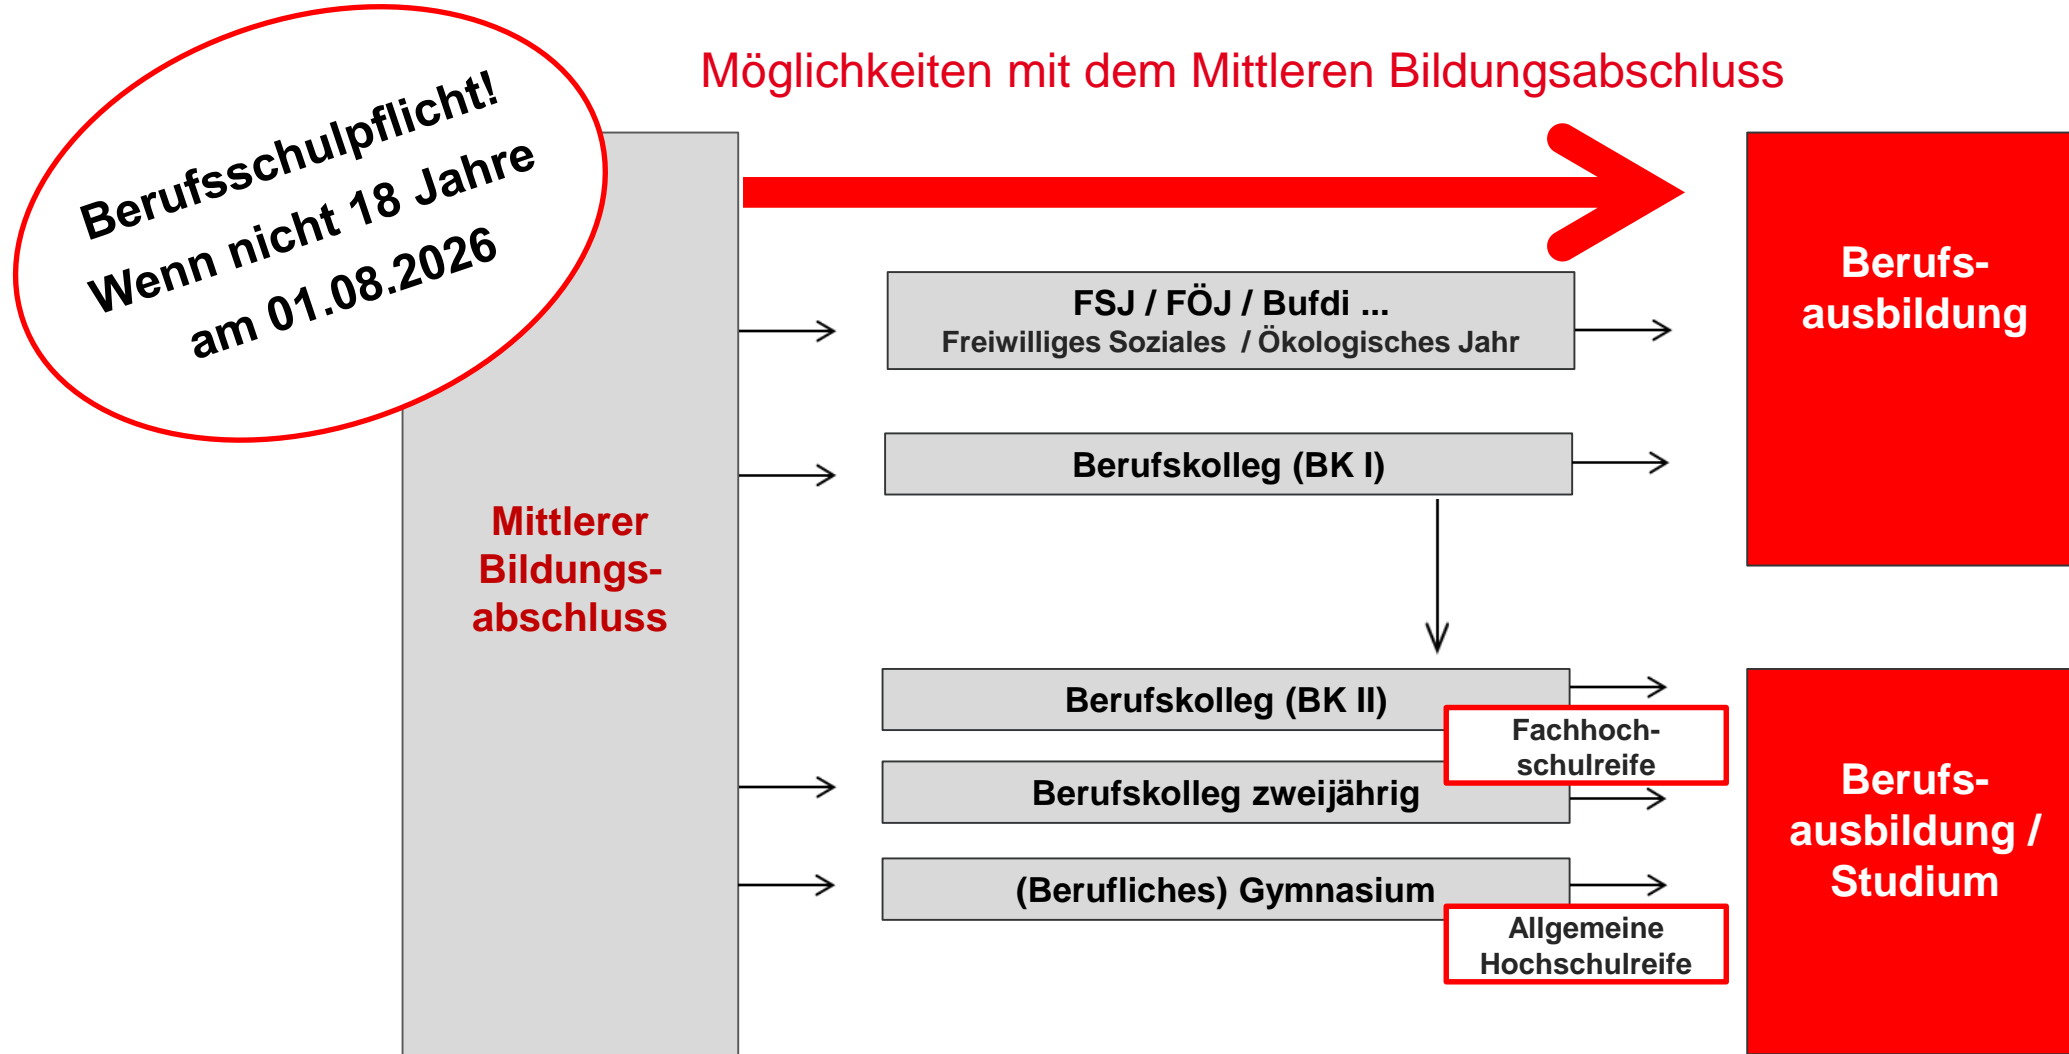 Möglichkeiten mit dem Mittleren Bildungsabschluss
Berufsschulpflicht!
Wenn nicht 18 Jahre
am 01.08.2026
Mittlerer
Bildungs-
abschluss
FSJ / FÖJ / Bufdi ...
Freiwilliges Soziales / Ökologisches Jahr
Berufskolleg (BK I)
Berufs-
ausbildung
Berufskolleg (BK II)
Fachhoch-
schulreife
Berufskolleg zweijährig
(Berufliches) Gymnasium
Allgemeine
Hochschulreife
Berufs-
ausbildung /
Studium